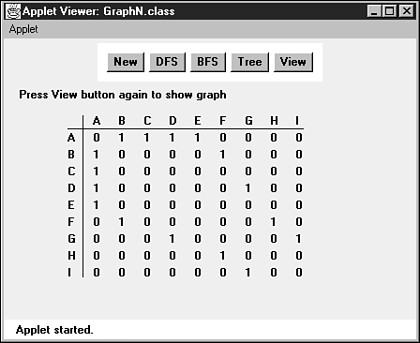 Applet Viewer: GraphN.class
Applet
New DFS BFS Tree View
Press View button again to show graph
A B C D E F G H I
A 0 1 1 1 1 0 0 0 0
B 1 0 0 0 0 1 0 0 0
C 1 0 0 0 0 0 0 0 0
D 1 0 0 0 0 0 1 0 0
E 1 0 0 0 0 0 0 0 0
F 0 1 0 0 0 0 0 1 0
G 0 0 0 1 0 0 0 0 1
H 0 0 0 0 0 1 0 0 0
I 0 0 0 0 0 0 1 0 0
Applet started.